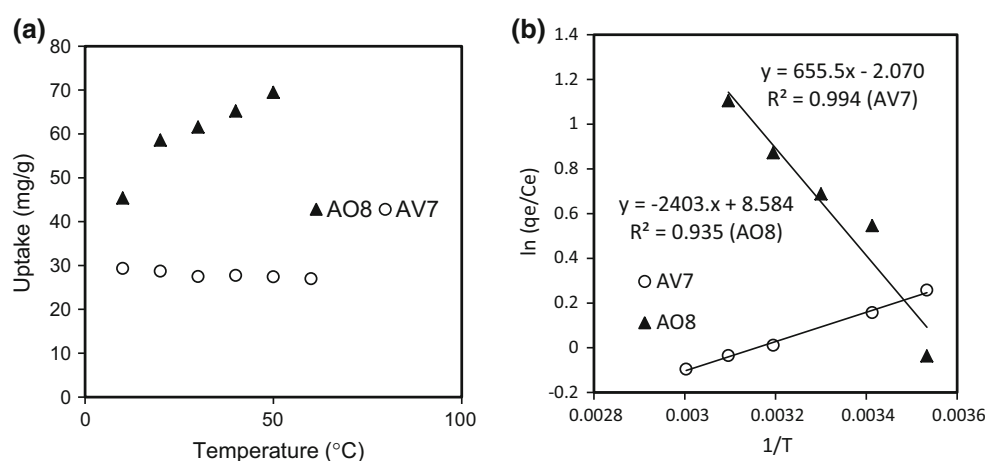 (a)
80
70
60
50
40
30
20
10
0
Uptake (mg/g)
▲AO8 ○AV7
0 50 100
Temperature (°C)
(b)
1.4
1.2
1
0.8
0.6
0.4
0.2
0
-0.2
ln (qe/Ce)
y = 655.5x - 2.070
R² = 0.994 (AV7)
y = -2403.x + 8.584
R² = 0.935 (AO8)
AV7
AO8
0.0028 0.003 0.0032 0.0034 0.0036
1/T